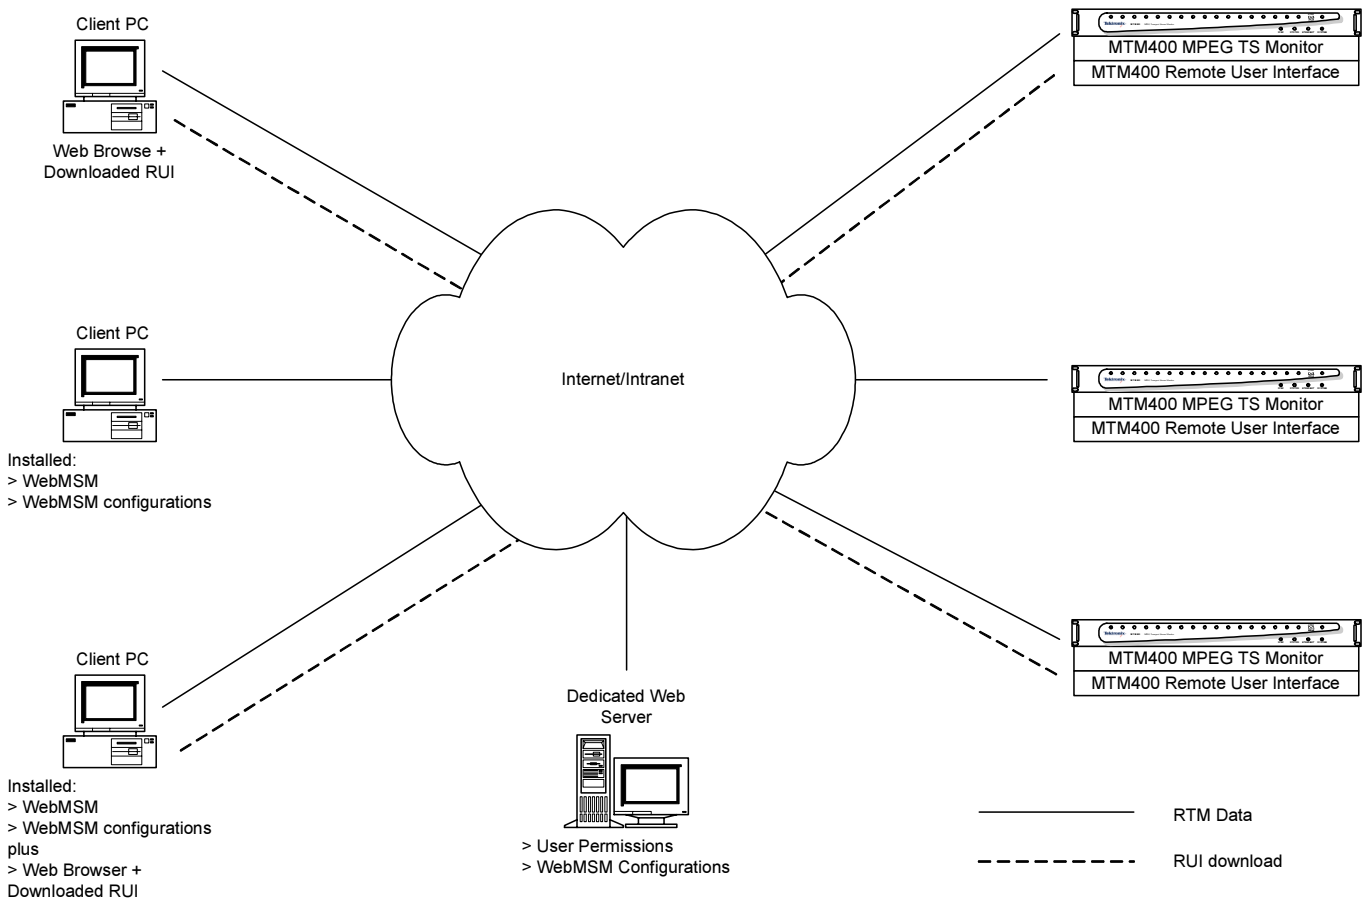 Client PC
Web Browse +
Downloaded RUI
MTM400 MPEG TS Monitor
MTM400 Remote User Interface
Client PC
Installed:
> WebMSM
> WebMSM configurations
Internet/Intranet
Tektronix
MTM400 MPEG TS Monitor
MTM400 Remote User Interface
Client PC
Installed:
> WebMSM
> WebMSM configurations
plus
> Web Browser +
Downloaded RUI
Dedicated Web
Server
> User Permissions
> WebMSM Configurations
Tektronix
MTM400 MPEG TS Monitor
MTM400 Remote User Interface
RTM Data
RUI download